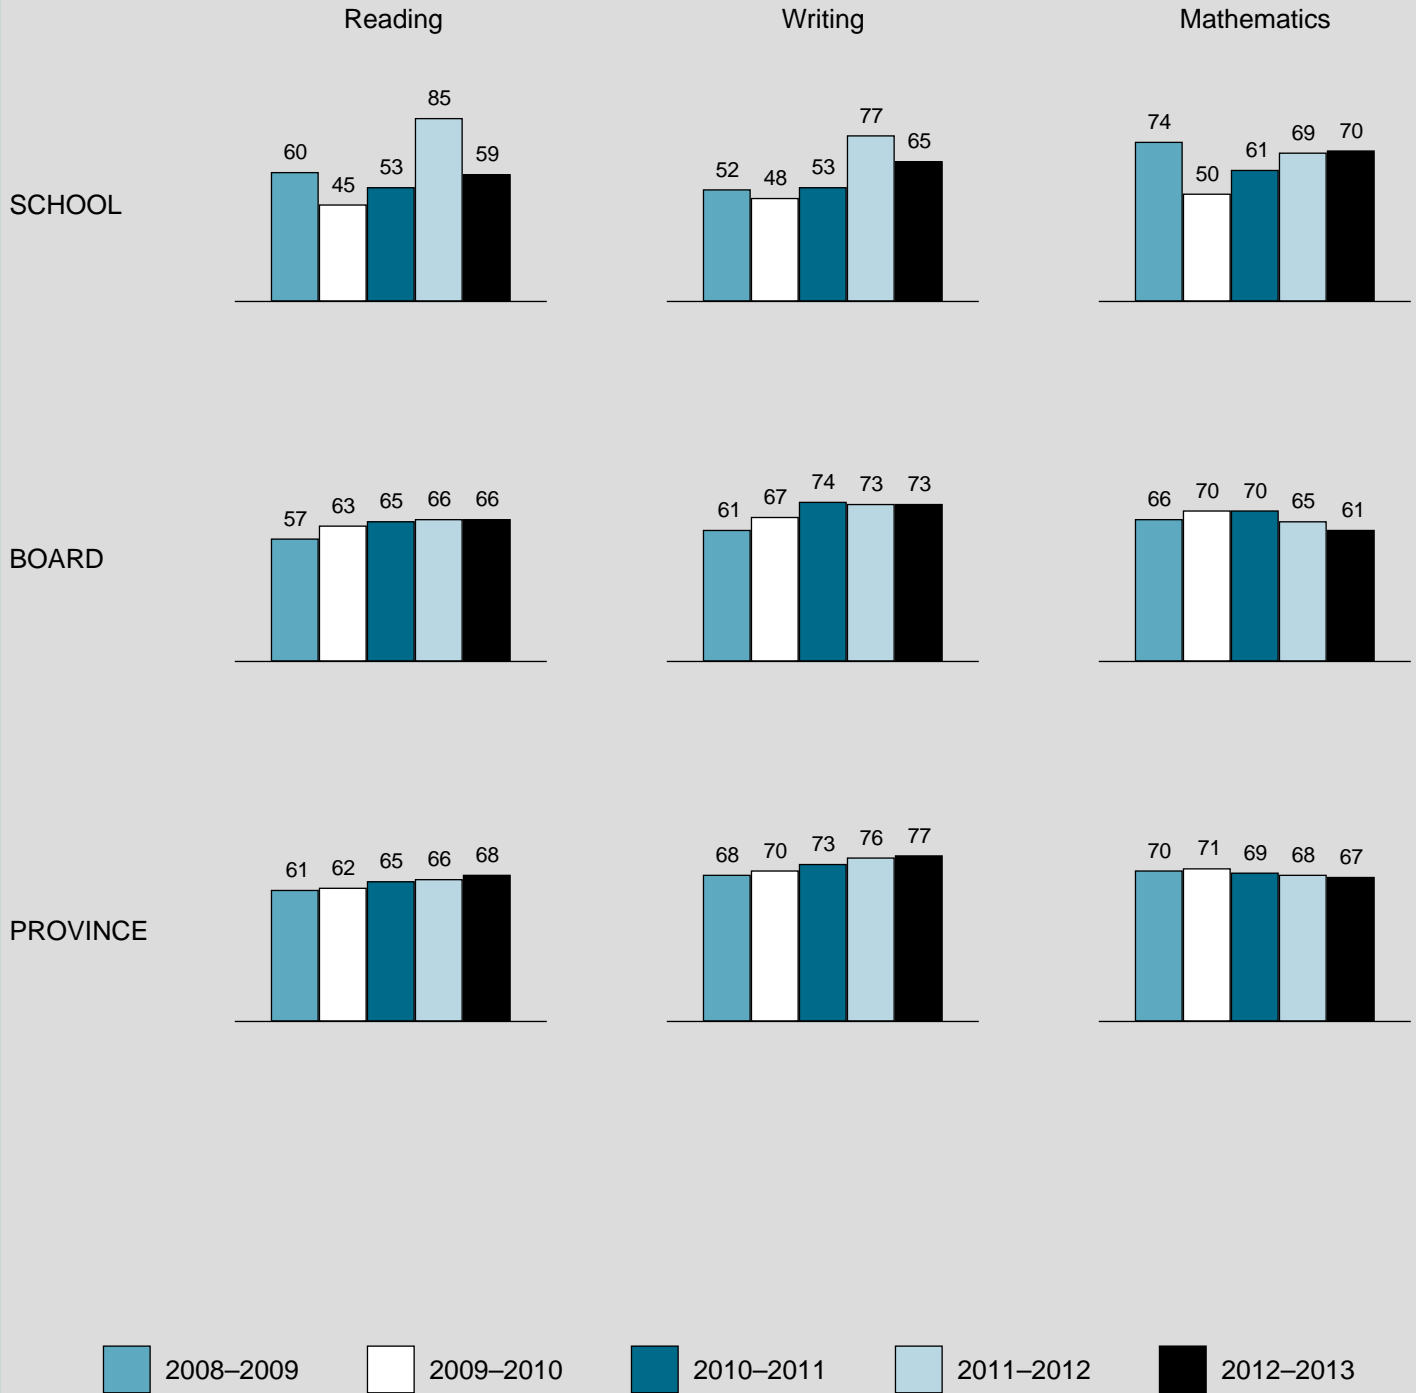 Reading Writing Mathematics
SCHOOL
60 45 53 85 59
52 48 53 77 65
74 50 61 69 70
BOARD
57 63 65 66 66
61 67 74 73 73
66 70 70 65 61
PROVINCE
61 62 65 66 68
68 70 73 76 77
70 71 69 68 67
2008–2009 2009–2010 2010–2011 2011–2012 2012–2013